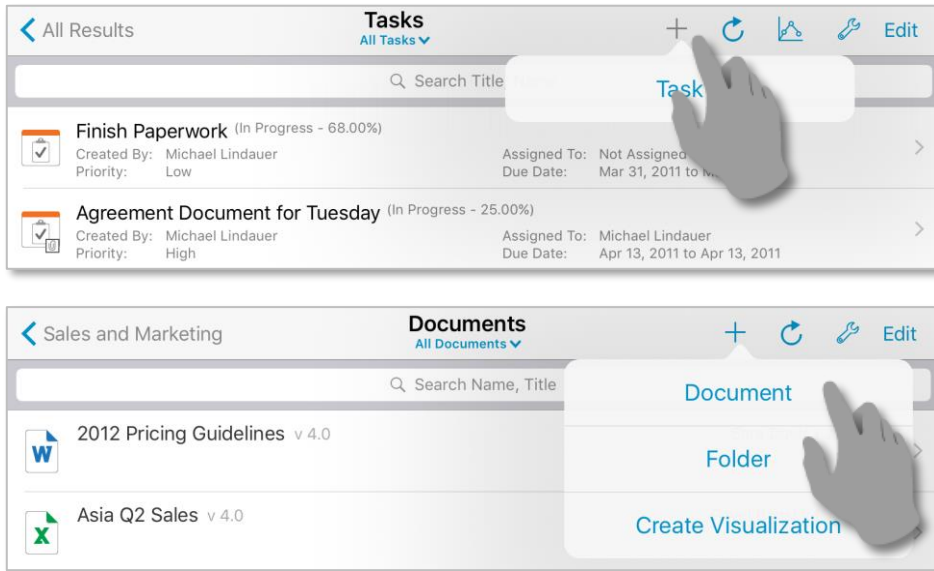 All Results
Tasks
All Tasks
Edit
Search Title
Task
Finish Paperwork (In Progress - 68.00%)
Created By: Michael Lindauer
Assigned To: Not Assigned
Priority: Low
Due Date: Mar 31, 2011 to
Agreement Document for Tuesday (In Progress - 25.00%)
Created By: Michael Lindauer
Assigned To: Michael Lindauer
Priority: High
Due Date: Apr 13, 2011 to Apr 13, 2011
Sales and Marketing
Documents
All Documents
Edit
Search Name, Title
Document
2012 Pricing Guidelines v 4.0
Folder
Asia Q2 Sales v 4.0
Create Visualization